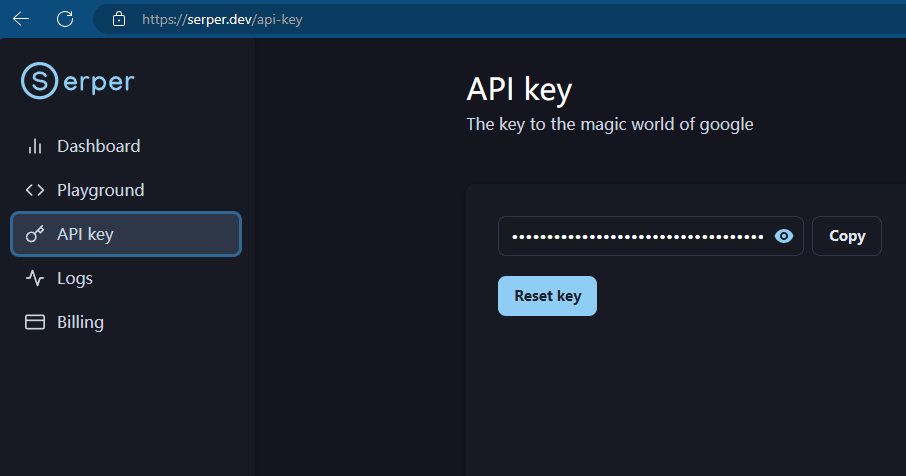 https://serper.dev/api-key
Serper
Dashboard
Playground
API key
Logs
Billing
API key
The key to the magic world of google
••••••••••••••••••••••••••••••••••••
Copy
Reset key